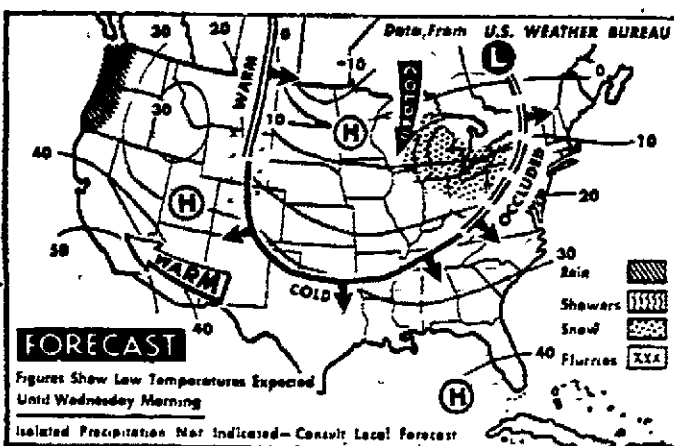 Data From U.S. WEATHER BUREAU
20
20
0
-10
L
0
WARM
COLD
30
10
H
10
40
OCCLUDED
H
20
50
WARM
30
40
COLD
Rain
Showers
Snow
Flurries
FORECAST
40
H
Figures Show Low Temperatures Expected
Until Wednesday Morning
Isolated Precipitation Not Indicated — Consult Local Forecast